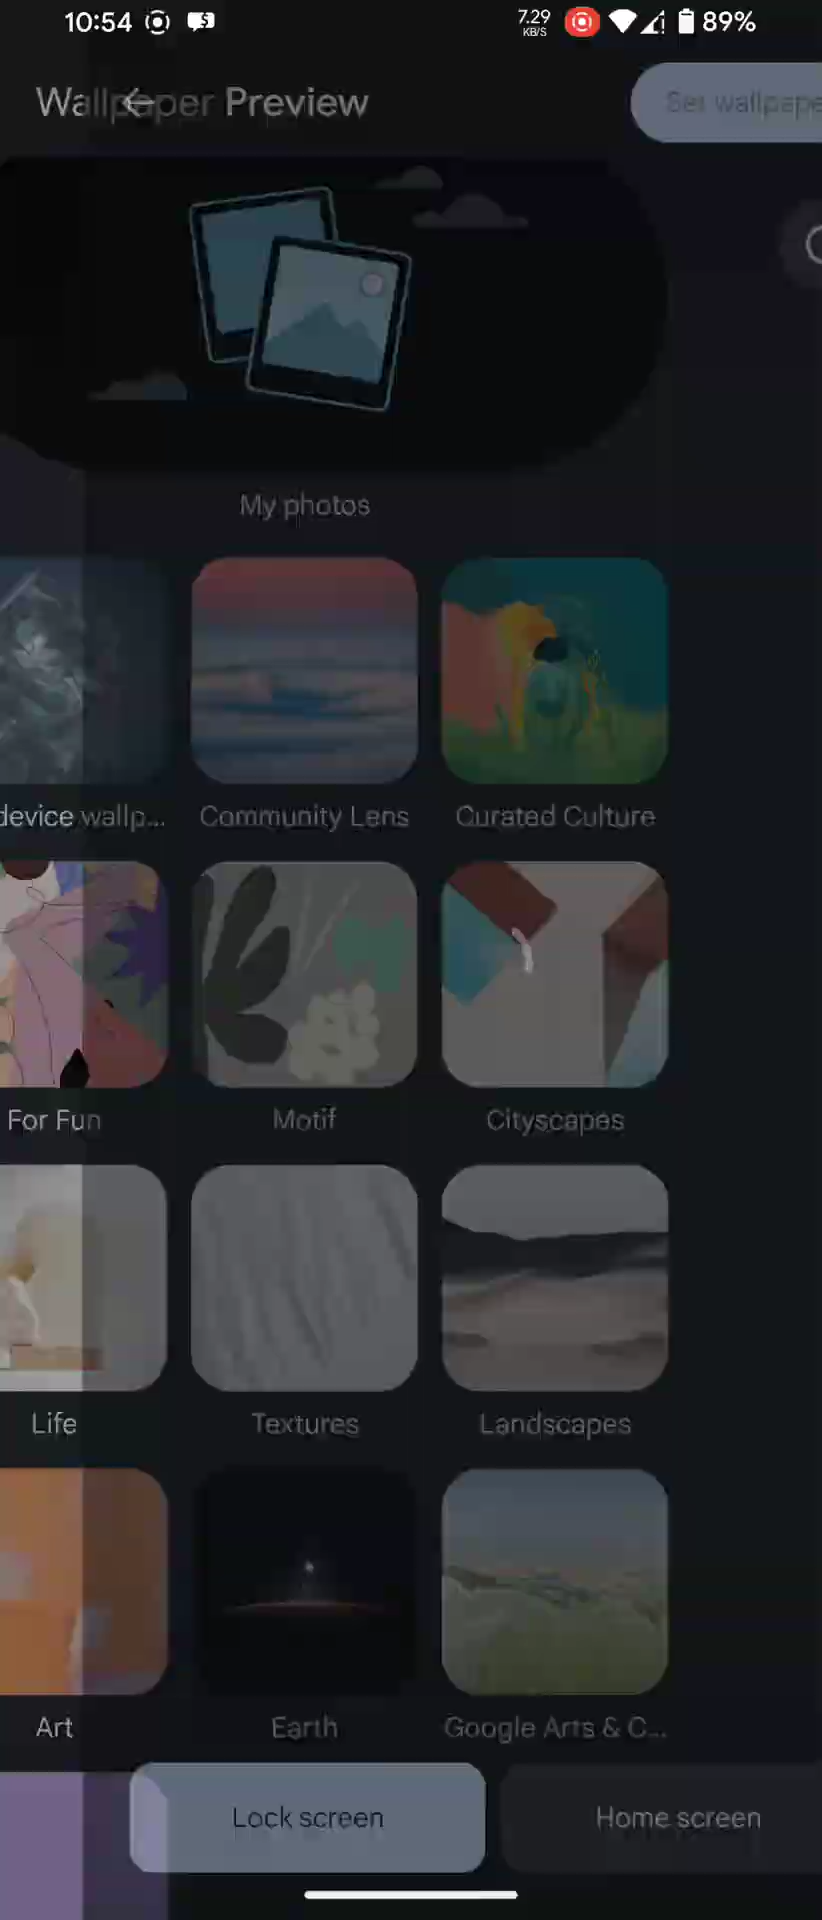 10:54
7.29
KB/S
89%
Wallpaper Preview
Set wallpape
My photos
device wallp...
Community Lens
Curated Culture
For Fun
Motif
Cityscapes
Life
Textures
Landscapes
Art
Earth
Google Arts & C...
Lock screen
Home screen